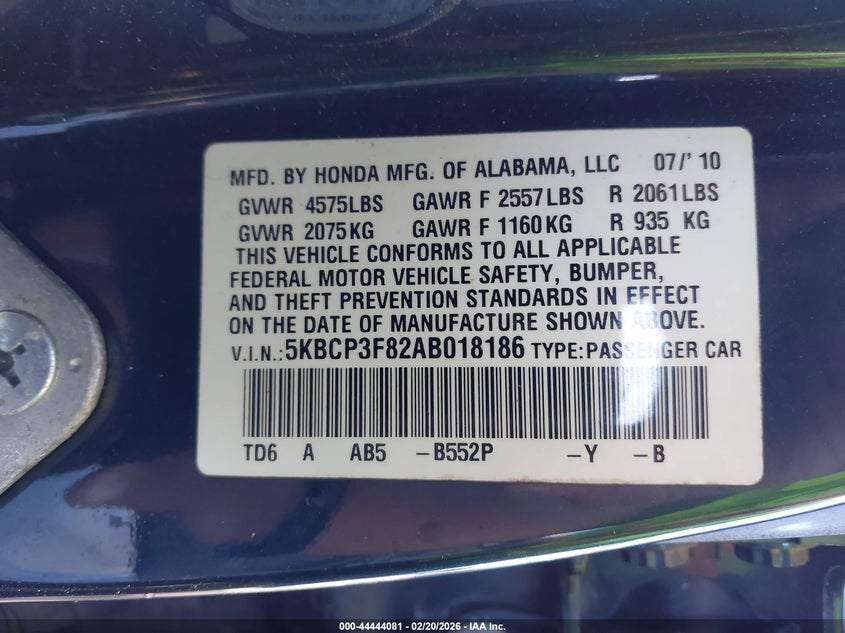 MFD. BY HONDA MFG. OF ALABAMA, LLC 07/' 10
GVWR 4575LBS GAWR F 2557LBS R 2061LBS
GVWR 2075KG GAWR F 1160KG R 935 KG
THIS VEHICLE CONFORMS TO ALL APPLICABLE
FEDERAL MOTOR VEHICLE SAFETY, BUMPER,
AND THEFT PREVENTION STANDARDS IN EFFECT
ON THE DATE OF MANUFACTURE SHOWN ABOVE.
V.I.N.:5KBCP3F82AB018186 TYPE:PASSENGER CAR
TD6 A AB5 -B552P -Y -B
000-44444081 - 02/20/2026 - IAA Inc.